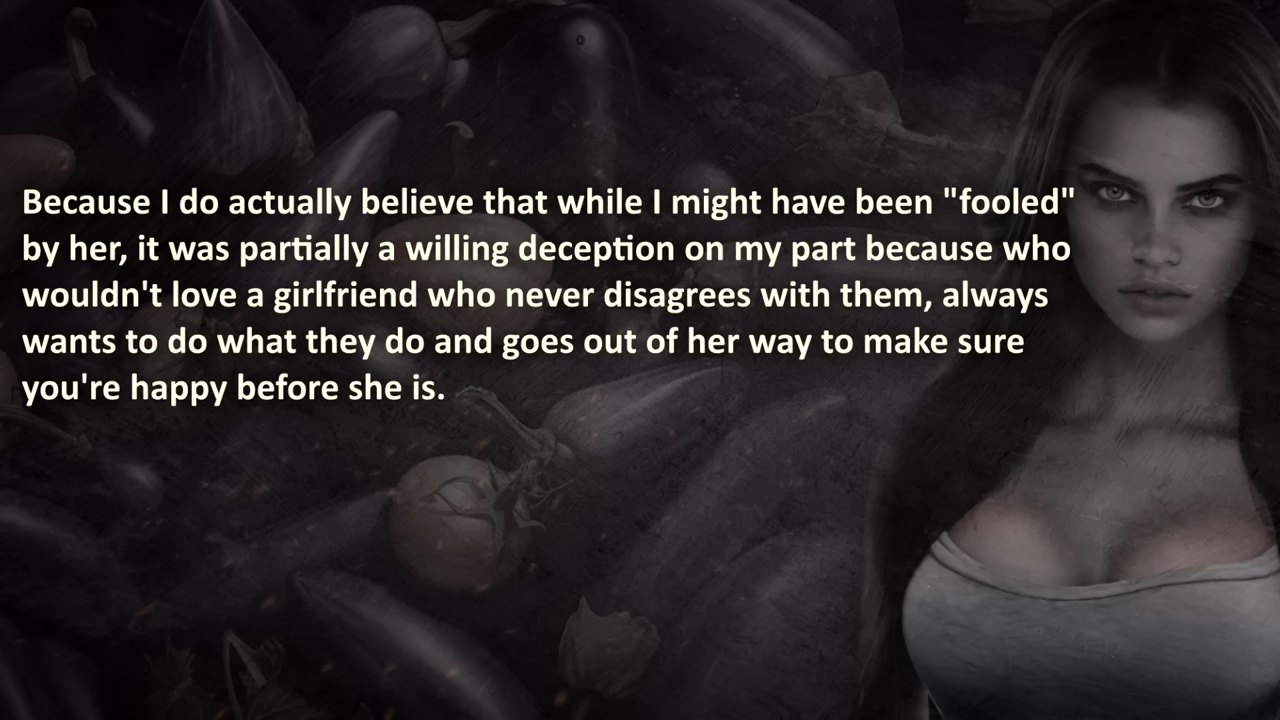 Because I do actually believe that while I might have been "fooled"
by her, it was partially a willing deception on my part because who
wouldn't love a girlfriend who never disagrees with them, always
wants to do what they do and goes out of her way to make sure
you're happy before she is.